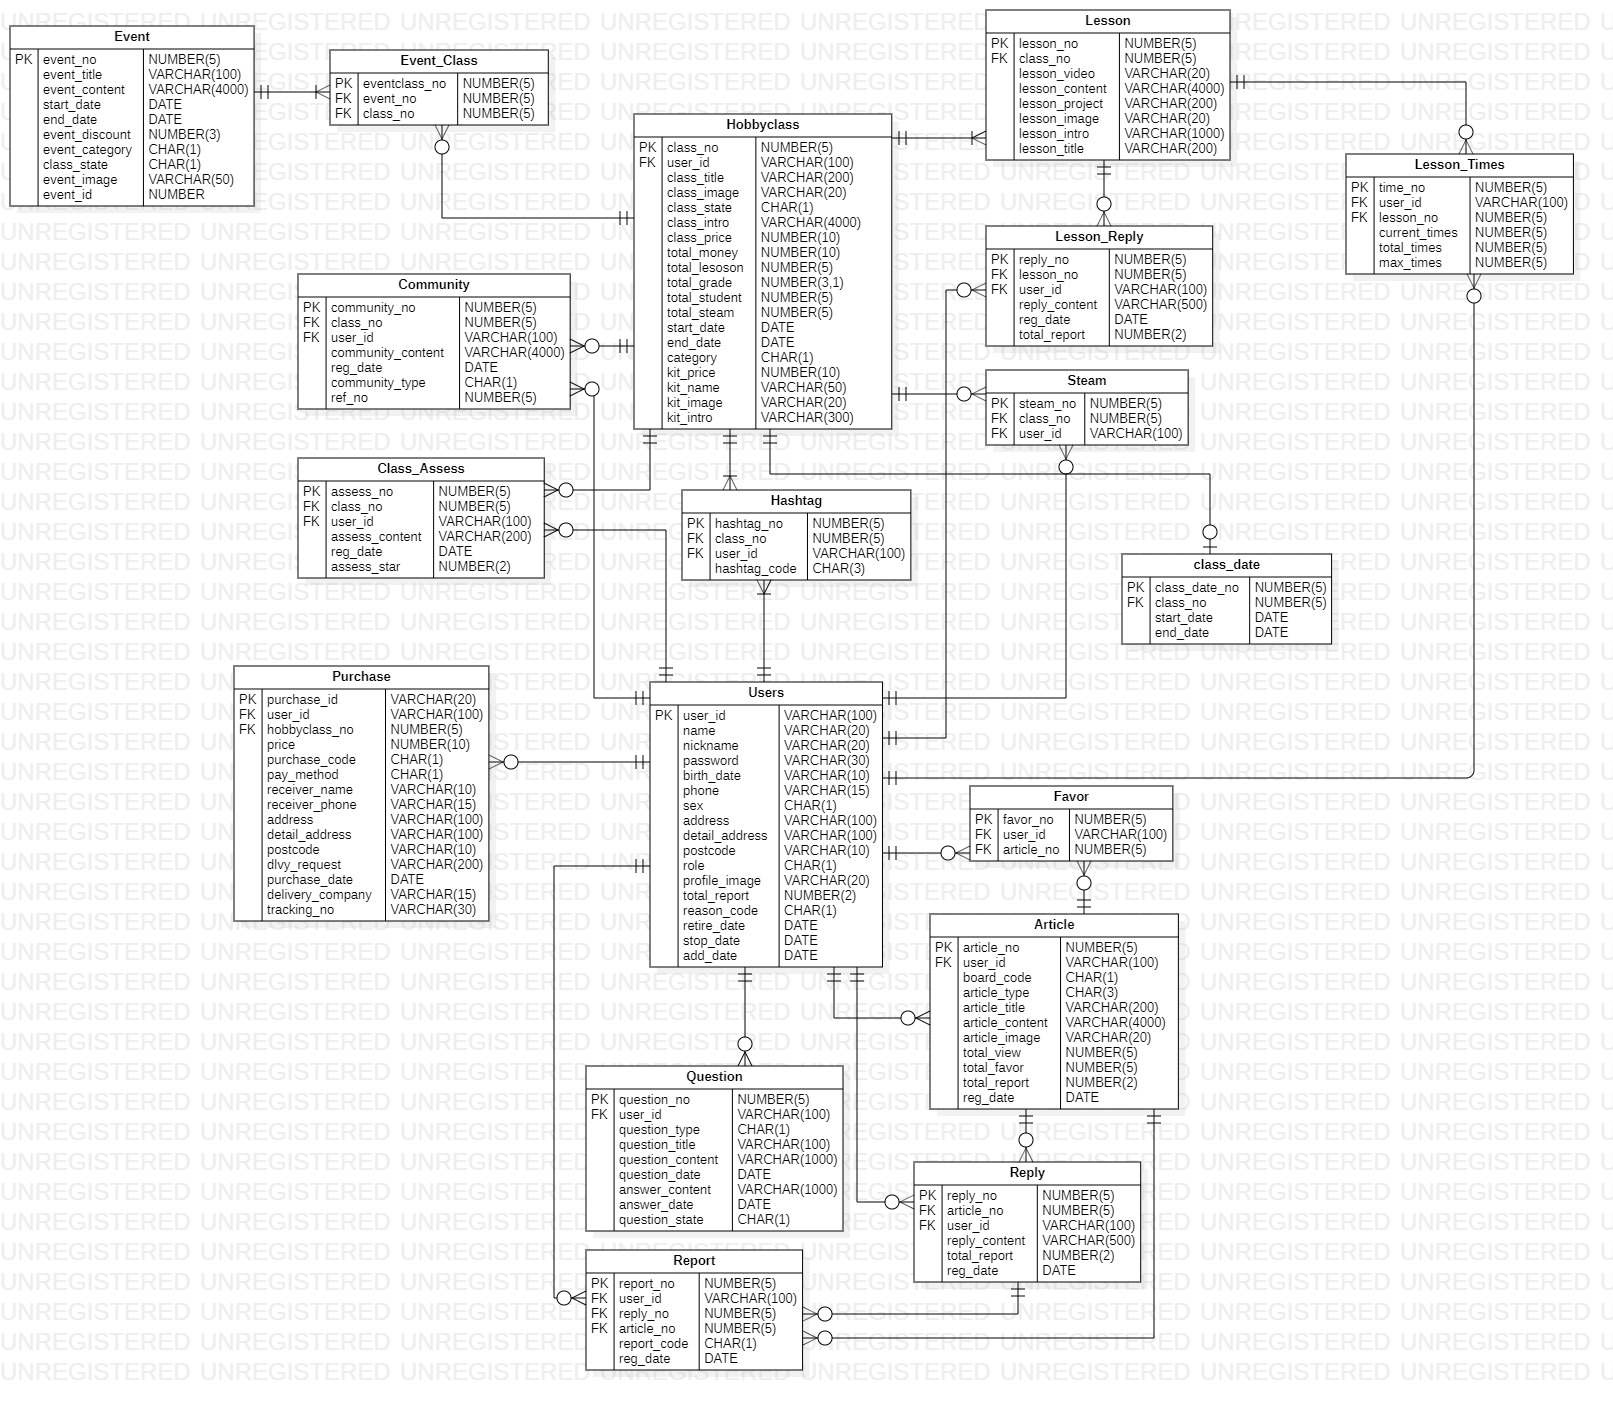 Event
PK event_no NUMBER(5)
event_title VARCHAR(100)
event_content VARCHAR(4000)
start_date DATE
end_date DATE
event_discount NUMBER(3)
event_category CHAR(1)
class_state CHAR(1)
event_image VARCHAR(50)
event_id NUMBER
Event_Class
PK eventclass_no NUMBER(5)
FK event_no NUMBER(5)
FK class_no NUMBER(5)
Hobbyclass
PK class_no NUMBER(5)
FK user_id VARCHAR(100)
class_title VARCHAR(200)
class_image VARCHAR(20)
class_state CHAR(1)
class_intro VARCHAR(4000)
class_price NUMBER(10)
total_money NUMBER(10)
total_lesoson NUMBER(5)
total_grade NUMBER(3,1)
total_student NUMBER(5)
total_steam NUMBER(5)
start_date DATE
end_date DATE
category CHAR(1)
kit_price NUMBER(10)
kit_name VARCHAR(50)
kit_image VARCHAR(20)
kit_intro VARCHAR(300)
Lesson
PK lesson_no NUMBER(5)
FK class_no NUMBER(5)
lesson_video VARCHAR(20)
lesson_content VARCHAR(4000)
lesson_project VARCHAR(200)
lesson_image VARCHAR(20)
lesson_intro VARCHAR(1000)
lesson_title VARCHAR(200)
Lesson_Times
PK time_no NUMBER(5)
FK user_id VARCHAR(100)
FK lesson_no NUMBER(5)
current_times NUMBER(5)
total_times NUMBER(5)
max_times NUMBER(5)
Lesson_Reply
PK reply_no NUMBER(5)
FK lesson_no NUMBER(5)
FK user_id VARCHAR(100)
reply_content VARCHAR(500)
reg_date DATE
total_report NUMBER(2)
Community
PK community_no NUMBER(5)
FK class_no NUMBER(5)
FK user_id VARCHAR(100)
community_content VARCHAR(4000)
reg_date DATE
community_type CHAR(1)
ref_no NUMBER(5)
Steam
PK steam_no NUMBER(5)
FK class_no NUMBER(5)
FK user_id VARCHAR(100)
Class_Assess
PK assess_no NUMBER(5)
FK class_no NUMBER(5)
FK user_id VARCHAR(100)
assess_content VARCHAR(200)
reg_date DATE
assess_star NUMBER(2)
Hashtag
PK hashtag_no NUMBER(5)
FK class_no NUMBER(5)
FK user_id VARCHAR(100)
hashtag_code CHAR(3)
class_date
PK class_date_no NUMBER(5)
FK class_no NUMBER(5)
start_date DATE
end_date DATE
Purchase
PK purchase_id VARCHAR(20)
FK user_id VARCHAR(100)
FK hobbyclass_no NUMBER(5)
price NUMBER(10)
purchase_code CHAR(1)
pay_method CHAR(1)
receiver_name VARCHAR(10)
receiver_phone VARCHAR(15)
address VARCHAR(100)
detail_address VARCHAR(100)
postcode VARCHAR(10)
dlvy_request VARCHAR(200)
purchase_date DATE
delivery_company VARCHAR(15)
tracking_no VARCHAR(30)
Users
PK user_id VARCHAR(100)
name VARCHAR(20)
nickname VARCHAR(20)
password VARCHAR(30)
birth_date VARCHAR(10)
phone VARCHAR(15)
sex CHAR(1)
address VARCHAR(100)
detail_address VARCHAR(100)
postcode VARCHAR(10)
role CHAR(1)
profile_image VARCHAR(20)
total_report NUMBER(2)
reason_code CHAR(1)
retire_date DATE
stop_date DATE
add_date DATE
Favor
PK favor_no NUMBER(5)
FK user_id VARCHAR(100)
FK article_no NUMBER(5)
Article
PK article_no NUMBER(5)
FK user_id VARCHAR(100)
board_code CHAR(1)
article_type CHAR(3)
article_title VARCHAR(200)
article_content VARCHAR(4000)
article_image VARCHAR(20)
total_view NUMBER(5)
total_favor NUMBER(5)
total_report NUMBER(2)
reg_date DATE
Question
PK question_no NUMBER(5)
FK user_id VARCHAR(100)
question_type CHAR(1)
question_title VARCHAR(100)
question_content VARCHAR(1000)
question_date DATE
answer_content VARCHAR(1000)
answer_date DATE
question_state CHAR(1)
Reply
PK reply_no NUMBER(5)
FK article_no NUMBER(5)
FK user_id VARCHAR(100)
reply_content VARCHAR(500)
total_report NUMBER(2)
reg_date DATE
Report
PK report_no NUMBER(5)
FK user_id VARCHAR(100)
FK reply_no NUMBER(5)
FK article_no NUMBER(5)
report_code CHAR(1)
reg_date DATE
UNREGISTERED